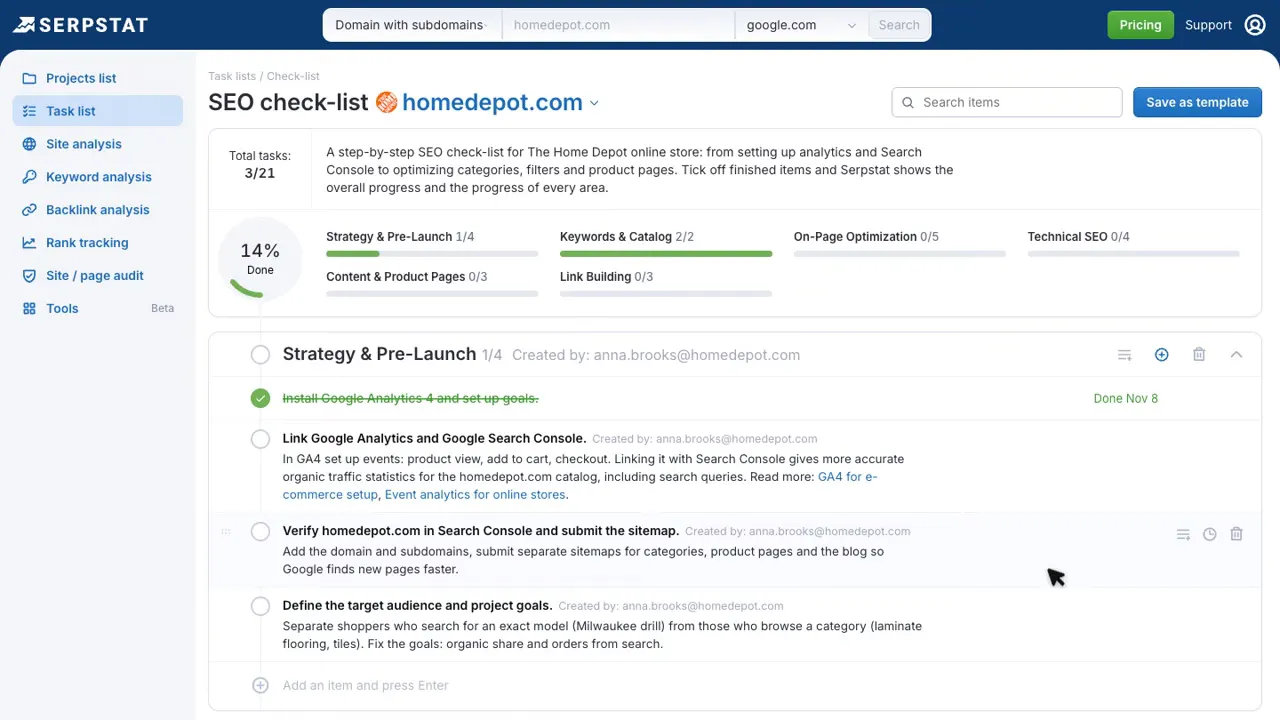 SERPSTAT
Domain with subdomains homedepot.com google.com Search
Pricing Support
Projects list
Task list
Site analysis
Keyword analysis
Backlink analysis
Rank tracking
Site / page audit
Tools Beta
Task lists / Check-list
SEO check-list homedepot.com
Search items
Save as template
Total tasks:
3/21
A step-by-step SEO check-list for The Home Depot online store: from setting up analytics and Search
Console to optimizing categories, filters and product pages. Tick off finished items and Serpstat shows the
overall progress and the progress of every area.
14%
Done
Strategy & Pre-Launch 1/4
Keywords & Catalog 2/2
On-Page Optimization 0/5
Technical SEO 0/4
Content & Product Pages 0/3
Link Building 0/3
Strategy & Pre-Launch 1/4 Created by: anna.brooks@homedepot.com
Install Google Analytics 4 and set up goals. Done Nov 8
Link Google Analytics and Google Search Console. Created by: anna.brooks@homedepot.com
In GA4 set up events: product view, add to cart, checkout. Linking it with Search Console gives more accurate
organic traffic statistics for the homedepot.com catalog, including search queries. Read more: GA4 for e-
commerce setup, Event analytics for online stores.
Verify homedepot.com in Search Console and submit the sitemap. Created by: anna.brooks@homedepot.com
Add the domain and subdomains, submit separate sitemaps for categories, product pages and the blog so
Google finds new pages faster.
Define the target audience and project goals. Created by: anna.brooks@homedepot.com
Separate shoppers who search for an exact model (Milwaukee drill) from those who browse a category (laminate
flooring, tiles). Fix the goals: organic share and orders from search.
Add an item and press Enter